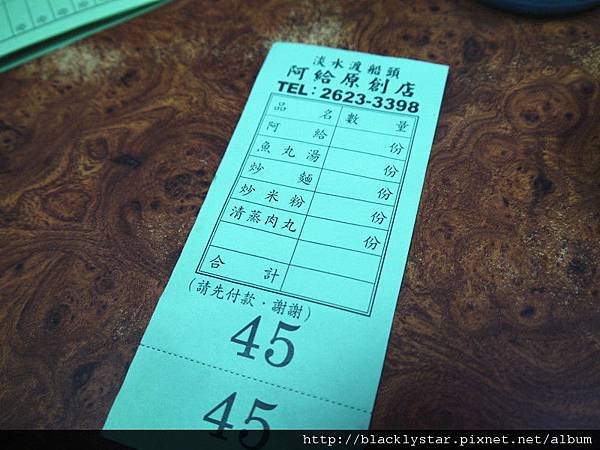 淡水渡船頭
阿給原創店
TEL:2623-3398
品名 數量
阿給 份
魚丸湯 份
炒麵 份
炒米粉 份
清蒸肉丸 份
合計
(請先付款·謝謝)
45
45
http://blacklystar.pixnet.net/album